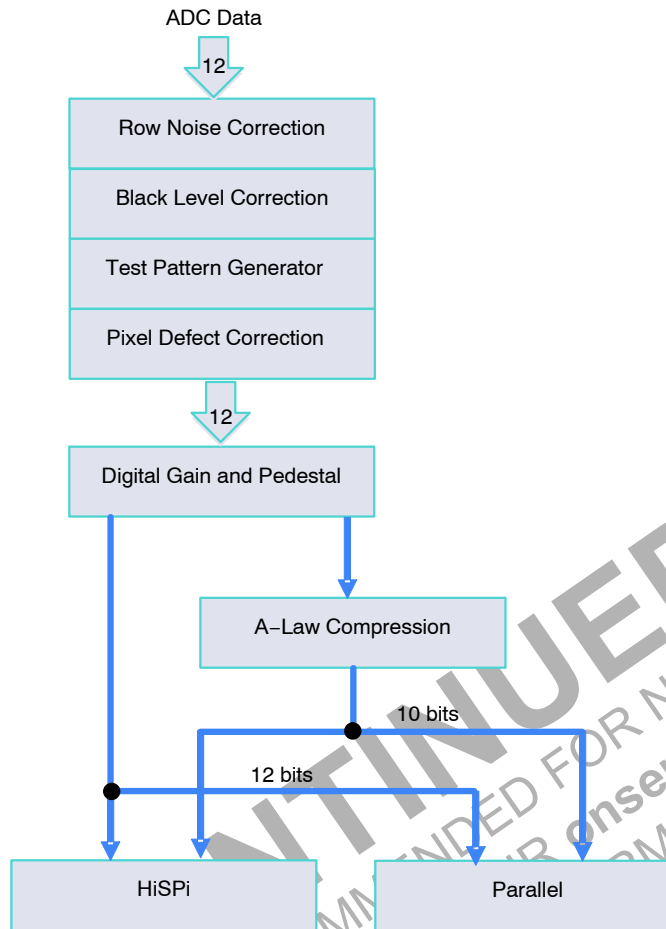 ADC Data
12
Row Noise Correction
Black Level Correction
Test Pattern Generator
Pixel Defect Correction
12
Digital Gain and Pedestal
A−Law Compression
10 bits
12 bits
HiSPi
Parallel